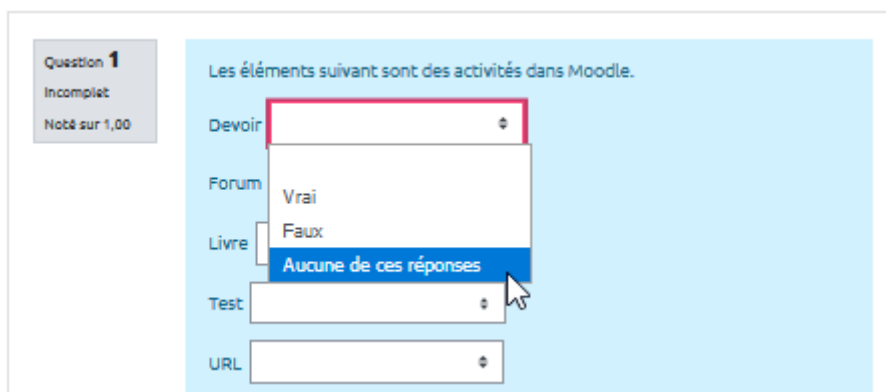 Question 1
Incomplet
Noté sur 1,00
Les éléments suivant sont des activités dans Moodle.
Devoir
Forum
Vrai
Faux
Livre
Aucune de ces réponses
Test
URL